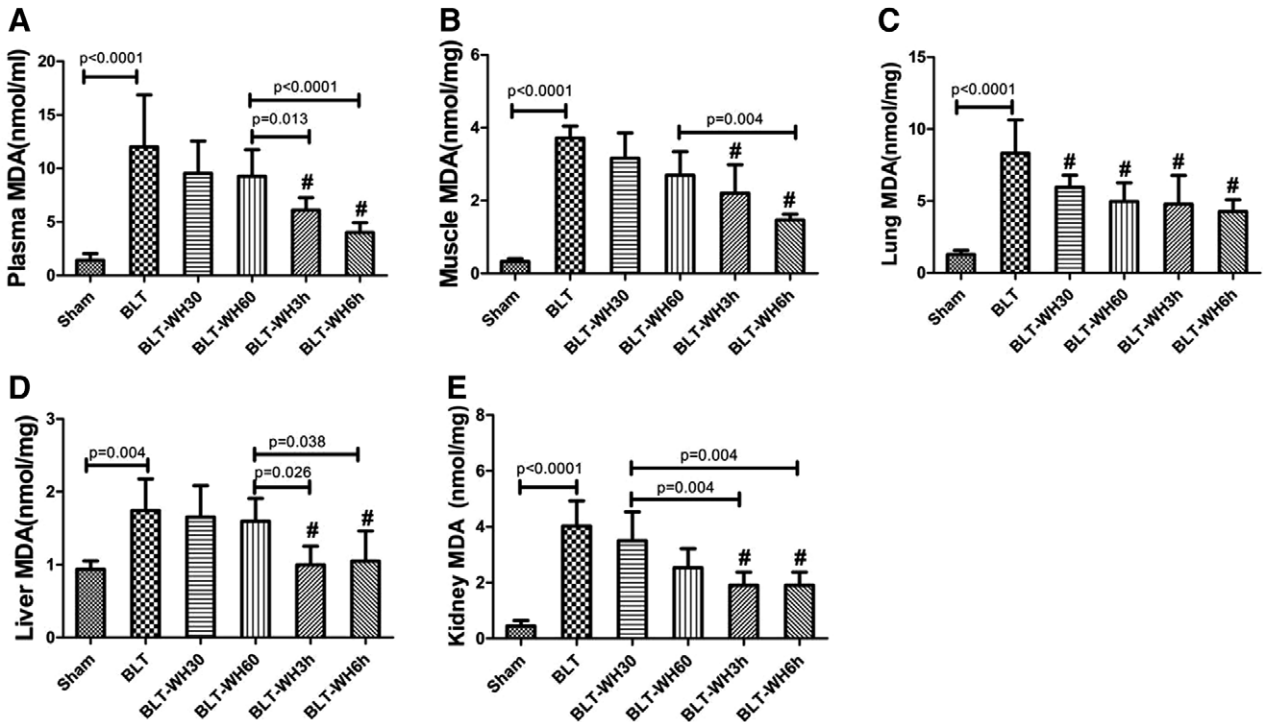 A
Plasma MDA(nmol/ml)
20
15
10
5
0
p<0.0001
p<0.0001
p=0.013
#
#
Sham
BLT
BLT-WH30
BLT-WH60
BLT-WH3h
BLT-WH6h
B
Muscle MDA(nmol/mg)
6
4
2
0
p<0.0001
p=0.004
#
#
Sham
BLT
BLT-WH30
BLT-WH60
BLT-WH3h
BLT-WH6h
C
Lung MDA(nmol/mg)
15
10
5
0
p<0.0001
#
#
#
#
Sham
BLT
BLT-WH30
BLT-WH60
BLT-WH3h
BLT-WH6h
D
Liver MDA(nmol/mg)
3
2
1
0
p=0.004
p=0.038
p=0.026
#
#
Sham
BLT
BLT-WH30
BLT-WH60
BLT-WH3h
BLT-WH6h
E
Kidney MDA (nmol/mg)
8
6
4
2
0
p<0.0001
p=0.004
p=0.004
#
#
Sham
BLT
BLT-WH30
BLT-WH60
BLT-WH3h
BLT-WH6h